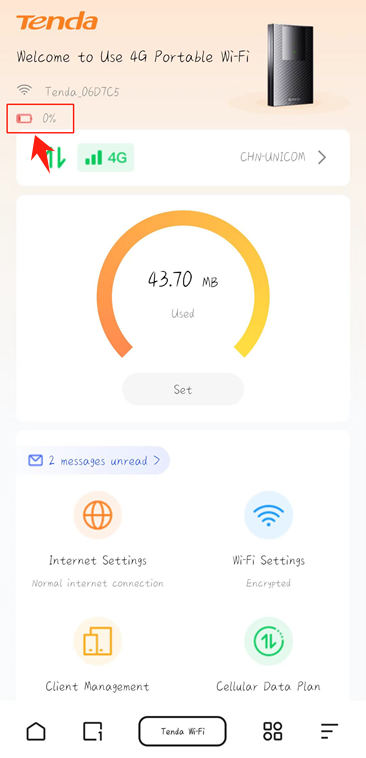 Tenda
Welcome to Use 4G Portable Wi-Fi
Tenda_06D7C5
0%
4G
CHN-UNICOM
43.70 MB
Used
Set
2 messages unread
Internet Settings
Wi-Fi Settings
Normal internet connection
Encrypted
Client Management
Cellular Data Plan
Tenda Wi-Fi